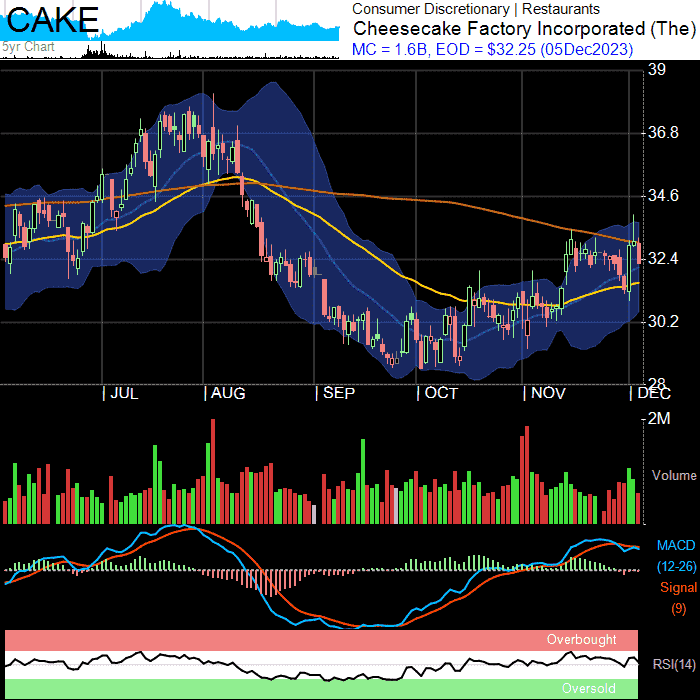 CAKE
5yr Chart
Consumer Discretionary | Restaurants
Cheesecake Factory Incorporated (The)
MC = 1.6B, EOD = $32.25 (05Dec2023)
39
36.8
34.6
32.4
30.2
28
JUL AUG SEP OCT NOV DEC
2M
Volume
MACD
(12-26)
Signal
(9)
Overbought
RSI(14)
Oversold